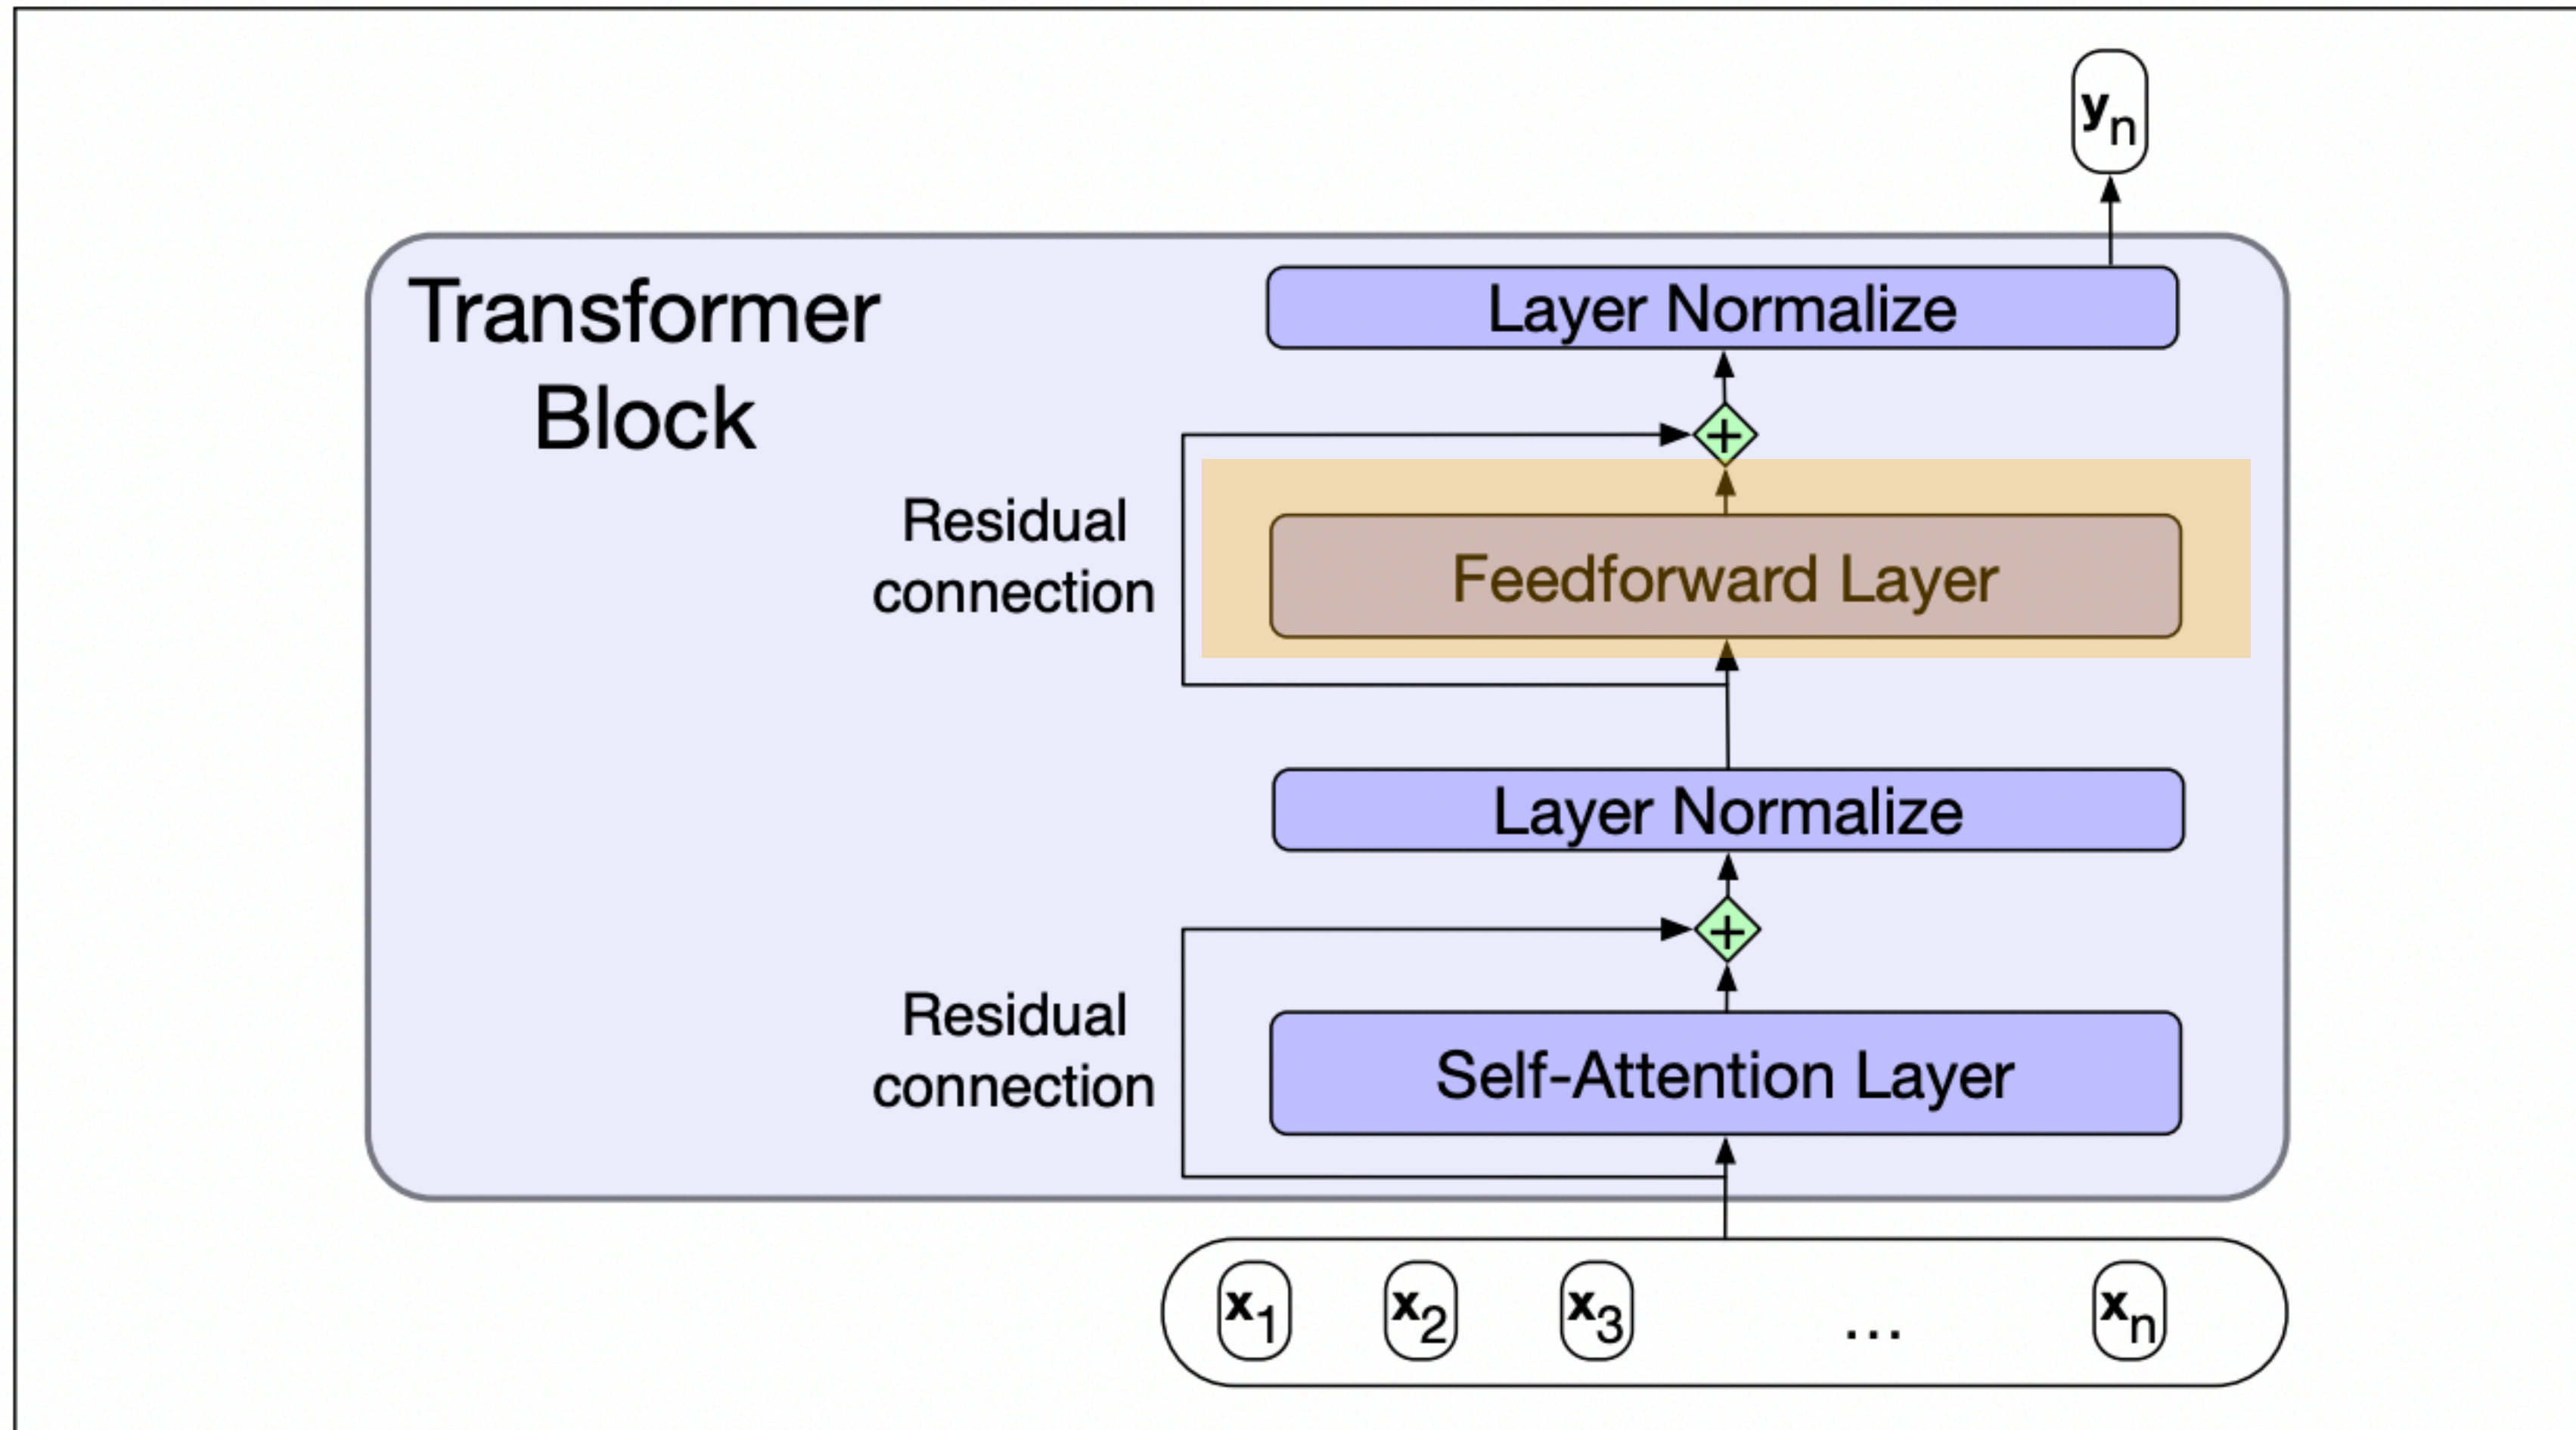 y_n
Transformer
Block
Layer Normalize
+
Residual
connection
Feedforward Layer
Layer Normalize
+
Residual
connection
Self-Attention Layer
x_1 x_2 x_3 ... x_n